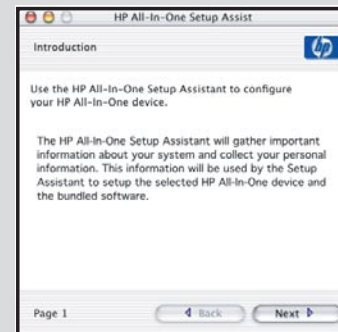 HP All-In-One Setup Assist
Introduction
hp
Use the HP All-In-One Setup Assistant to configure
your HP All-In-One device.
The HP All-In-One Setup Assistant will gather important
information about your system and collect your personal
information. This information will be used by the Setup
Assistant to setup the selected HP All-In-One device and
the bundled software.
Page 1
Back
Next